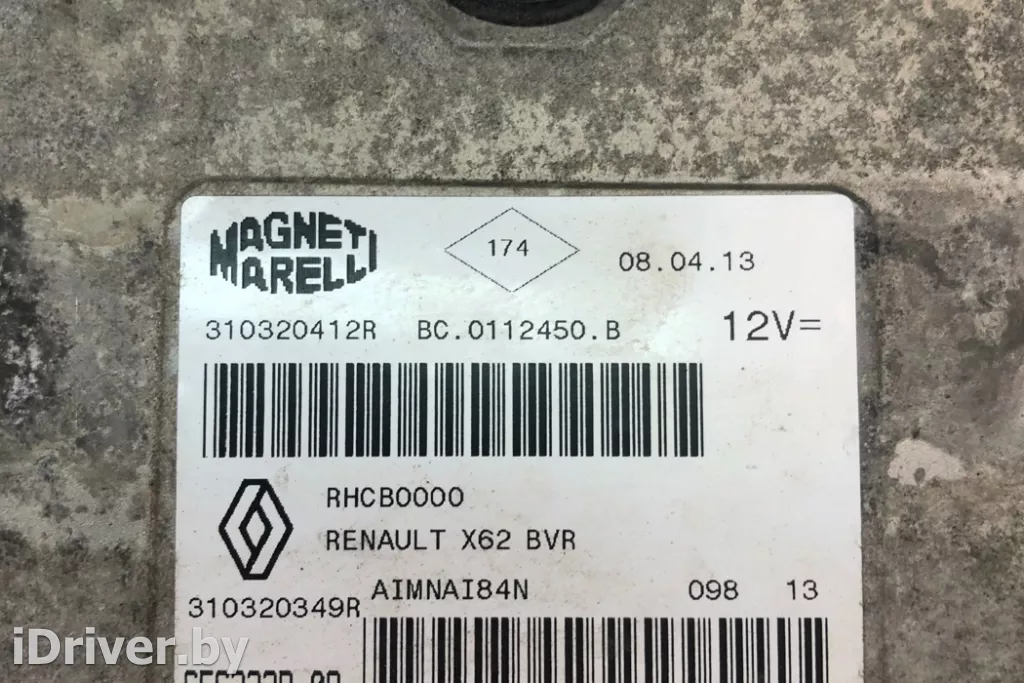 MAGNETI
MARELLI
174
08.04.13
310320412R BC.0112450.B 12V=
RHCB0000
RENAULT X62 BVR
AIMNAI84N 098 13
310320349R
iDriver.by